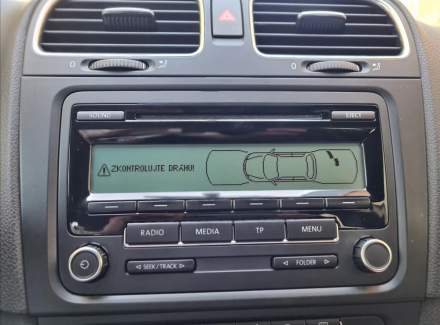 SOUND
EJECT
ZKONTROLUJTE DRÁHU!
RADIO
MEDIA
TP
MENU
◁ SEEK/TRACK ▷
◁ FOLDER ▷